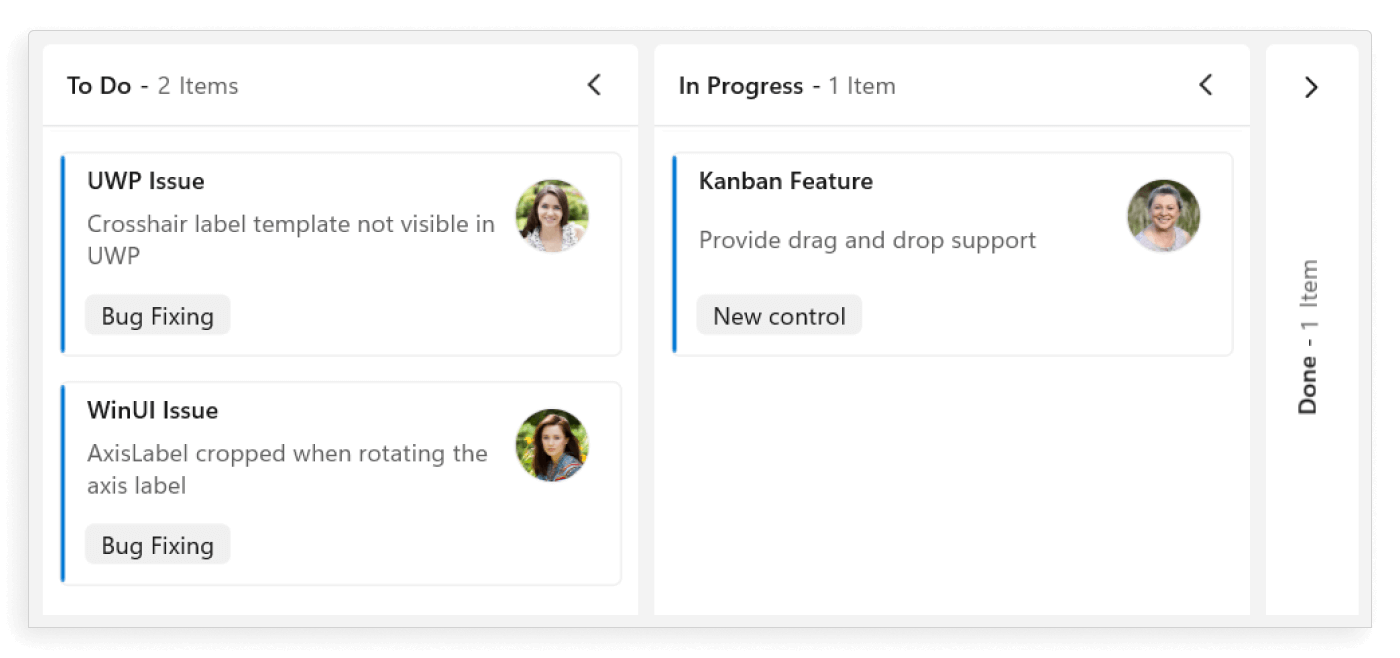 To Do - 2 Items
UWP Issue
Crosshair label template not visible in
UWP
Bug Fixing
WinUI Issue
AxisLabel cropped when rotating the
axis label
Bug Fixing
In Progress - 1 Item
Kanban Feature
Provide drag and drop support
New control
Done - 1 Item